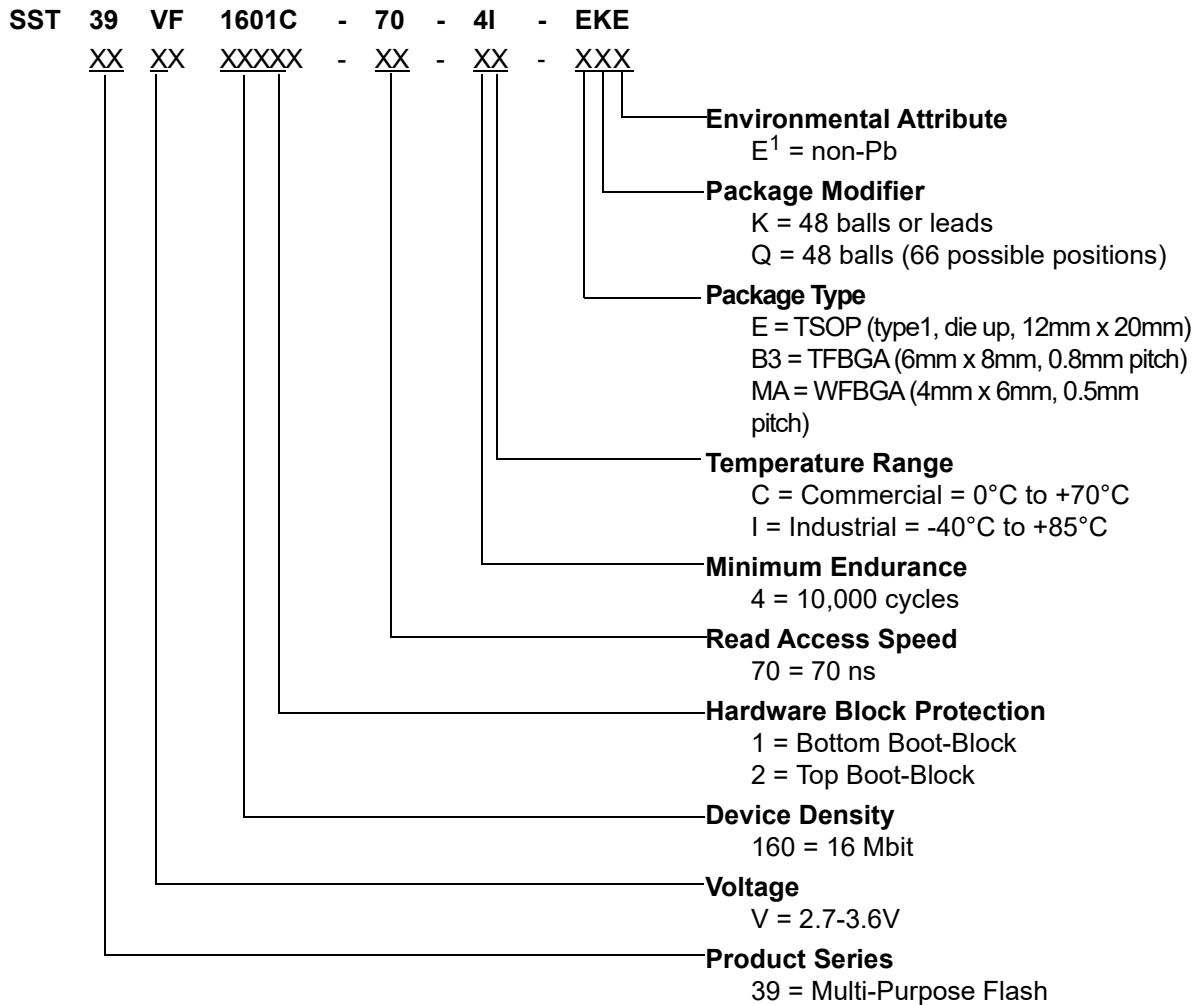 SST 39 VF 1601C - 70 - 4I - EKE
XX XX XXXXX - XX - XX - XXX
Environmental Attribute
E1 = non-Pb
Package Modifier
K = 48 balls or leads
Q = 48 balls (66 possible positions)
Package Type
E = TSOP (type1, die up, 12mm x 20mm)
B3 = TFBGA (6mm x 8mm, 0.8mm pitch)
MA = WFBGA (4mm x 6mm, 0.5mm
pitch)
Temperature Range
C = Commercial = 0°C to +70°C
I = Industrial = -40°C to +85°C
Minimum Endurance
4 = 10,000 cycles
Read Access Speed
70 = 70 ns
Hardware Block Protection
1 = Bottom Boot-Block
2 = Top Boot-Block
Device Density
160 = 16 Mbit
Voltage
V = 2.7-3.6V
Product Series
39 = Multi-Purpose Flash